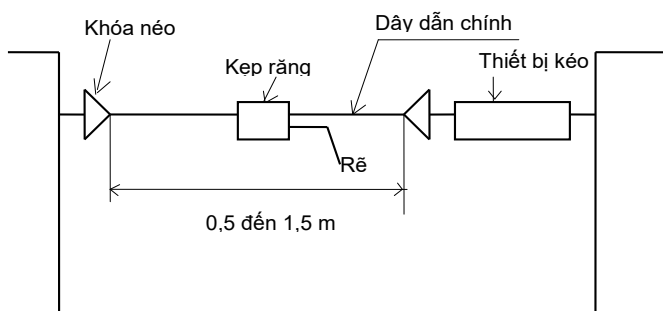 Khóa néo
Dây dẫn chính
Kẹp răng
Thiết bị kéo
Rẽ
0,5 đến 1,5 m